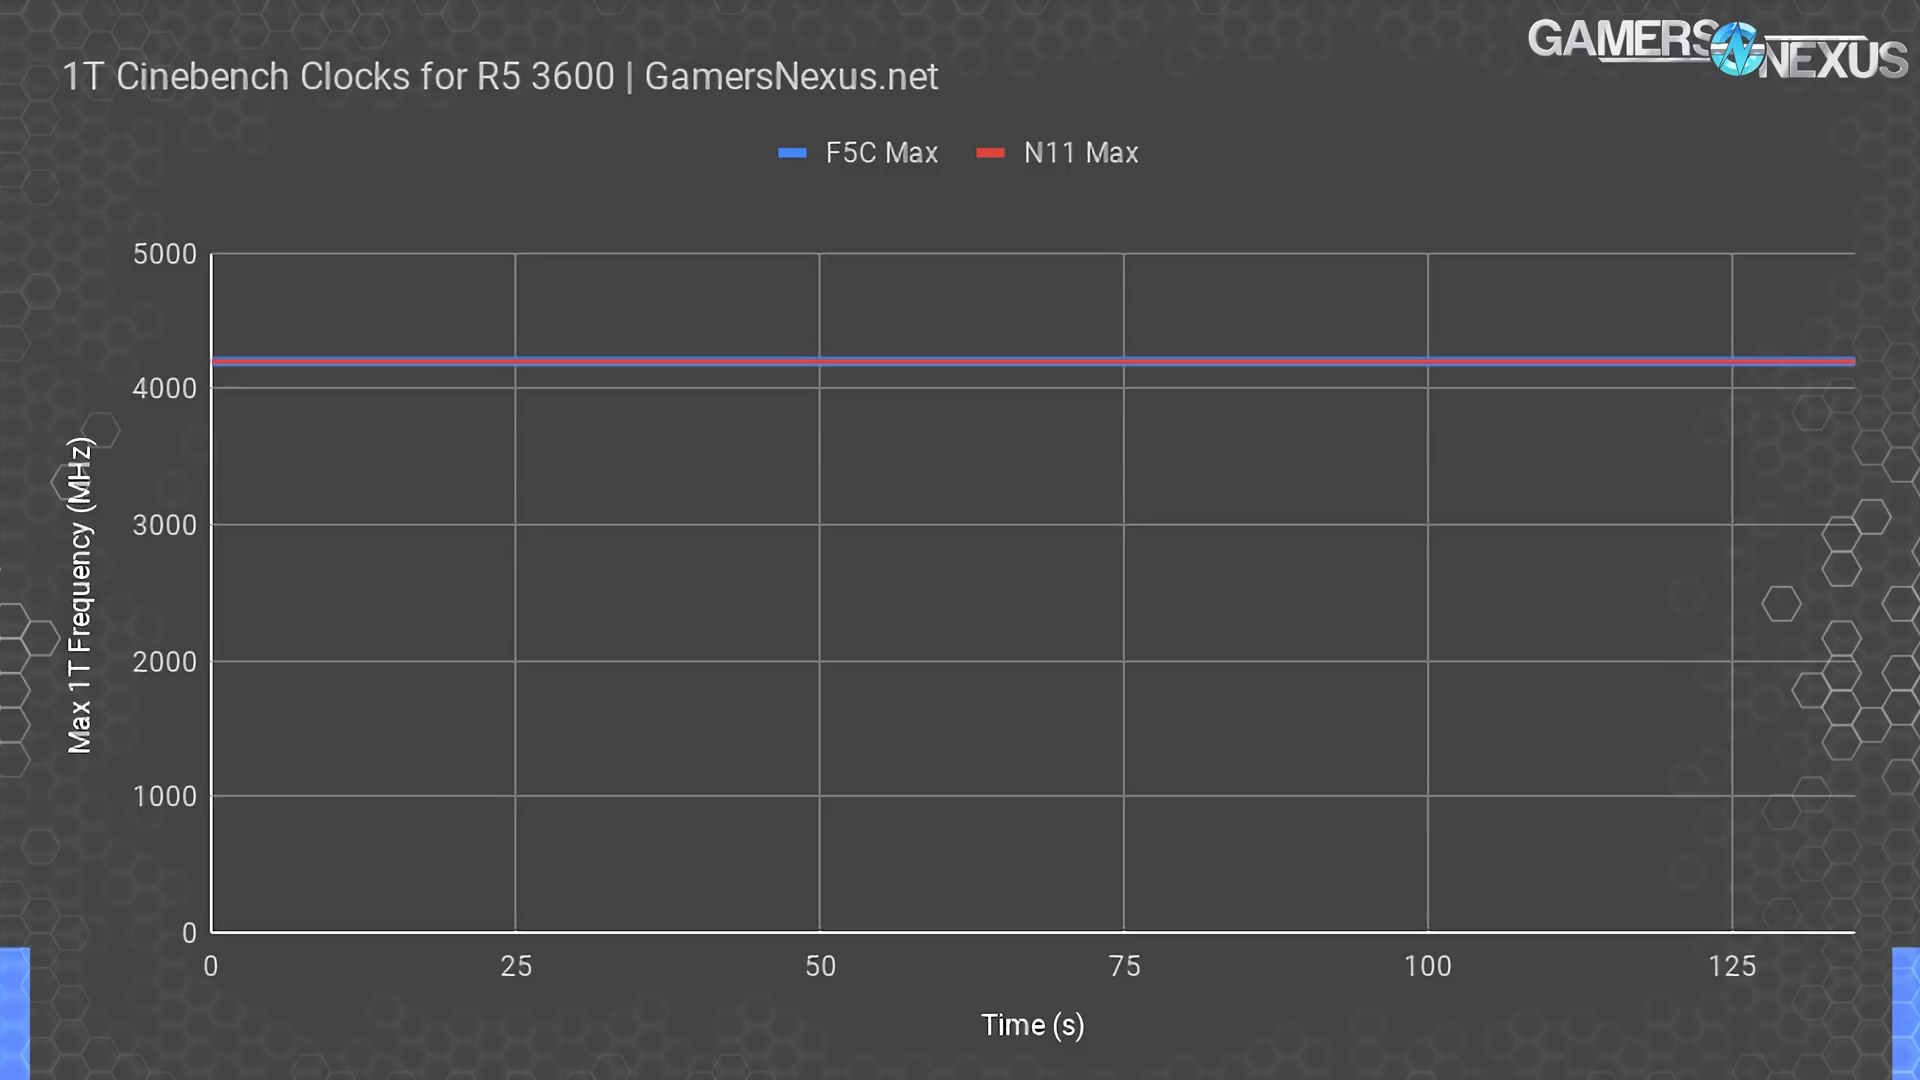 GAMERS NEXUS
1T Cinebench Clocks for R5 3600 | GamersNexus.net
F5C Max
N11 Max
5000
4000
3000
2000
1000
0
Max 1T Frequency (MHz)
0 25 50 75 100 125
Time (s)